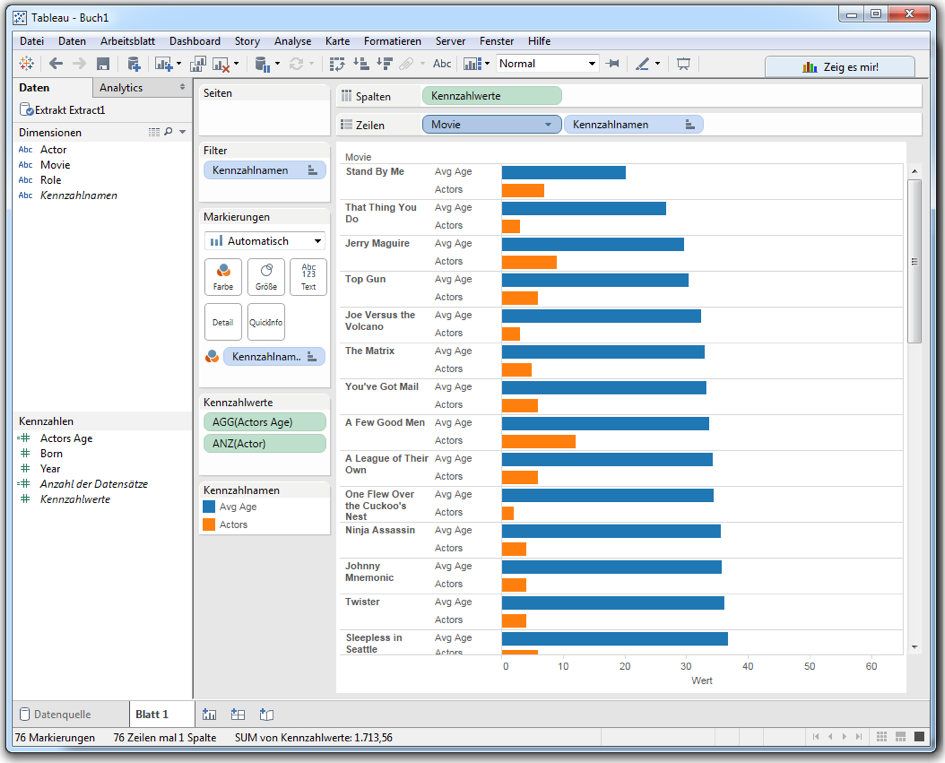 Tableau - Buch1
Datei Daten Arbeitsblatt Dashboard Story Analyse Karte Formatieren Server Fenster Hilfe
Abc Normal Zeig es mir!
Daten Analytics
Extrakt Extract1
Dimensionen
Abc Actor
Abc Movie
Abc Role
Abc Kennzahlnamen
Kennzahlen
Actors Age
Born
Year
Anzahl der Datensätze
Kennzahlwerte
Seiten
Filter
Kennzahlnamen
Markierungen
Automatisch
Abc
123
Farbe Größe Text
Detail QuickInfo
Kennzahlnam..
Kennzahlwerte
AGG(Actors Age)
ANZ(Actor)
Kennzahlnamen
Avg Age
Actors
Spalten Kennzahlwerte
Zeilen Movie Kennzahlnamen
Movie
Stand By Me Avg Age
Actors
That Thing You Avg Age
Do
Actors
Jerry Maguire Avg Age
Actors
Top Gun Avg Age
Actors
Joe Versus the Avg Age
Volcano
Actors
The Matrix Avg Age
Actors
You've Got Mail Avg Age
Actors
A Few Good Men Avg Age
Actors
A League of Their Avg Age
Own
Actors
One Flew Over Avg Age
the Cuckoo's
Nest Actors
Ninja Assassin Avg Age
Actors
Johnny Avg Age
Mnemonic
Actors
Twister Avg Age
Actors
Sleepless in Avg Age
Seattle
Actors
0 10 20 30 40 50 60
Wert
Datenquelle Blatt 1
76 Markierungen 76 Zeilen mal 1 Spalte SUM von Kennzahlwerte: 1.713,56